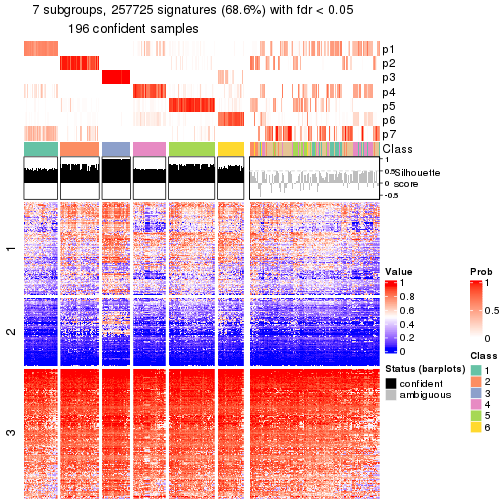 7 subgroups, 257725 signatures (68.6%) with fdr < 0.05
196 confident samples
p1
p2
p3
p4
p5
p6
p7
Class
1
0.5
0
-0.5
Silhouette
score
1
2
3
Value
1
0.8
0.6
0.4
0.2
0
Status (barplots)
confident
ambiguous
Prob
1
0.5
0
Class
1
2
3
4
5
6